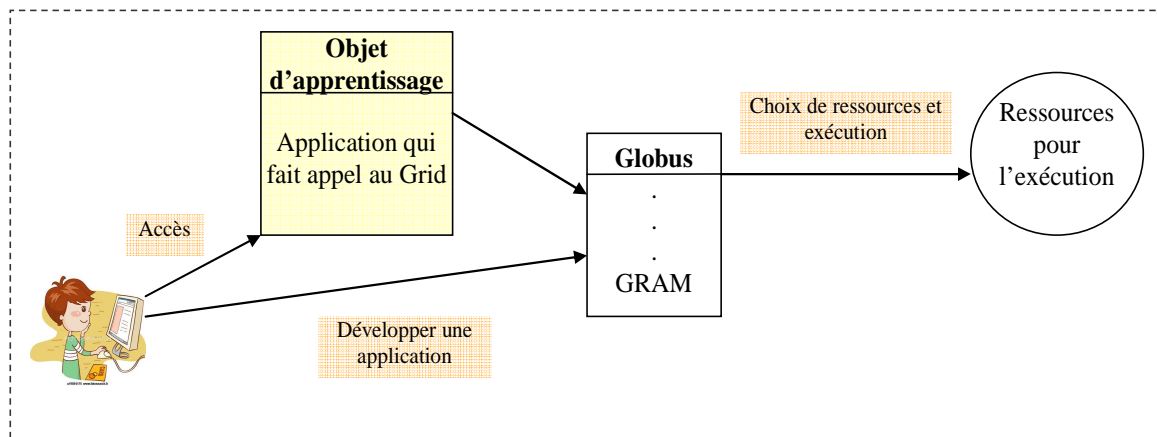 Objet
d’apprentissage
Application qui
fait appel au Grid
Accès
Développer une
application
Globus
.
.
.
GRAM
Choix de ressources et
exécution
Ressources
pour
l’exécution